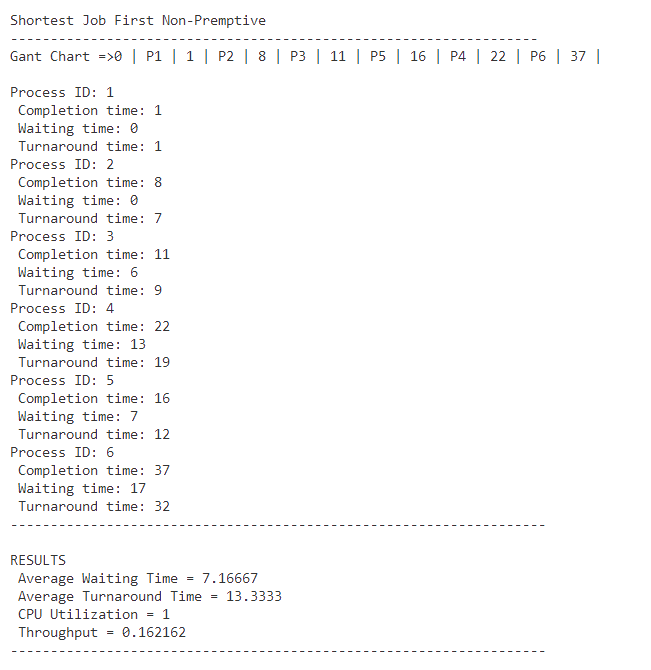 Shortest Job First Non-Premptive
------------------------------------------------------------------
Gant Chart =>0 | P1 | 1 | P2 | 8 | P3 | 11 | P5 | 16 | P4 | 22 | P6 | 37 |
Process ID: 1
Completion time: 1
Waiting time: 0
Turnaround time: 1
Process ID: 2
Completion time: 8
Waiting time: 0
Turnaround time: 7
Process ID: 3
Completion time: 11
Waiting time: 6
Turnaround time: 9
Process ID: 4
Completion time: 22
Waiting time: 13
Turnaround time: 19
Process ID: 5
Completion time: 16
Waiting time: 7
Turnaround time: 12
Process ID: 6
Completion time: 37
Waiting time: 17
Turnaround time: 32
-------------------------------------------------------------------
RESULTS
Average Waiting Time = 7.16667
Average Turnaround Time = 13.3333
CPU Utilization = 1
Throughput = 0.162162
-------------------------------------------------------------------